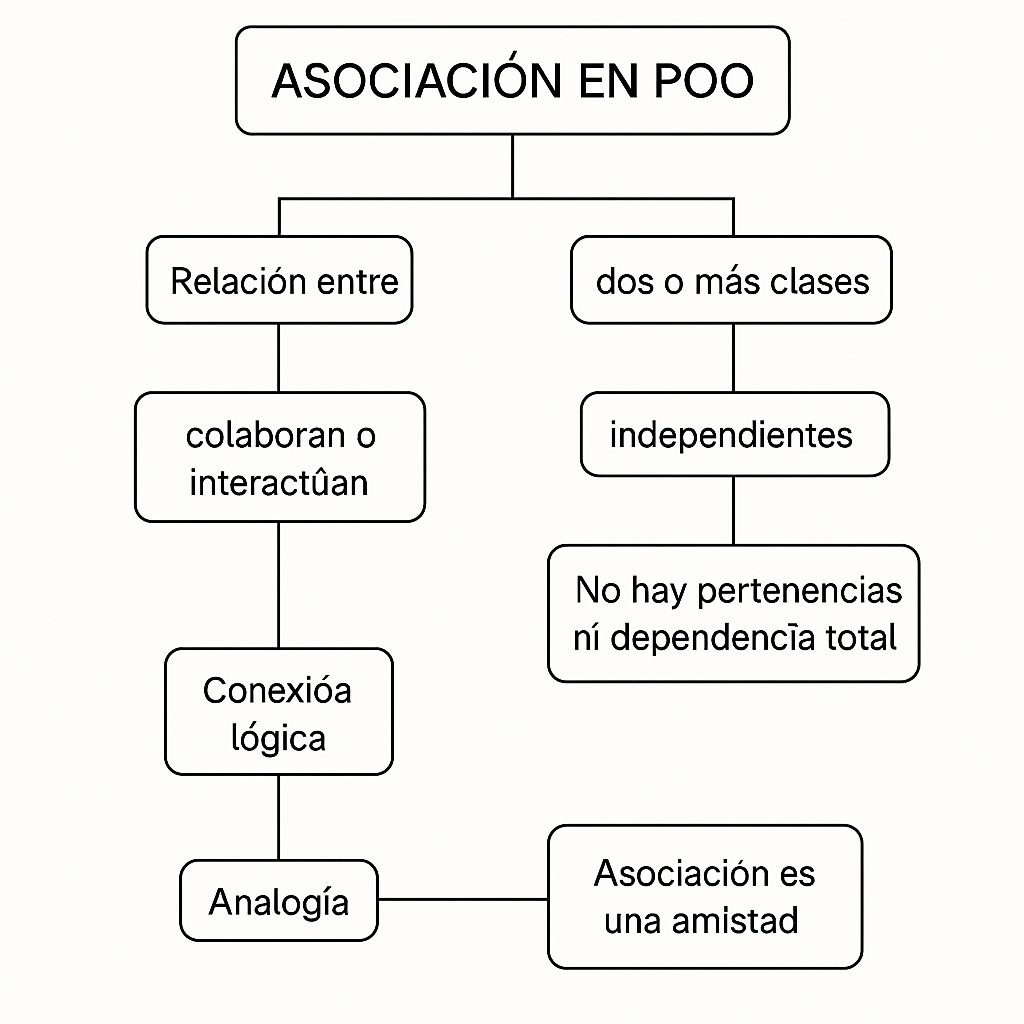 ASOCIACIÓN EN POO
Relación entre
dos o más clases
colaboran o
interactûan
independientes
No hay pertenencias
ní dependencīa total
Conexióa
lógica
Analogía
Asociación es
una amistad